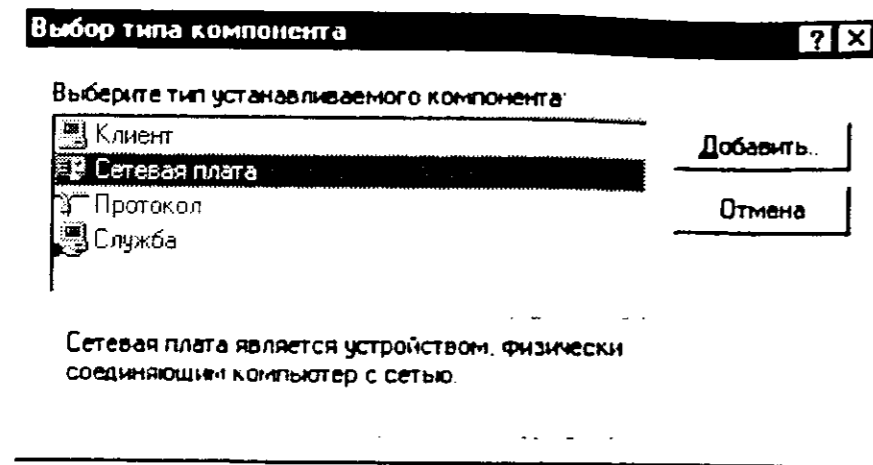 Выбор типа компонента
Выберите тип устанавливаемого компонента:
Клиент
Сетевая плата
Протокол
Служба
Добавить..
Отмена
Сетевая плата является устройством, физически
соединяющим компьютер с сетью.